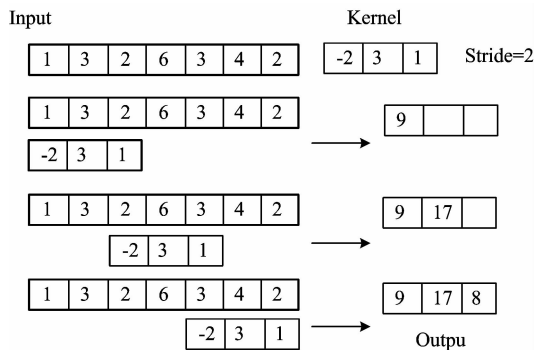 Input Kernel
1 3 2 6 3 4 2 -2 3 1 Stride=2
1 3 2 6 3 4 2 9
-2 3 1
1 3 2 6 3 4 2 9 17
-2 3 1
1 3 2 6 3 4 2 9 17 8
-2 3 1 Outpu